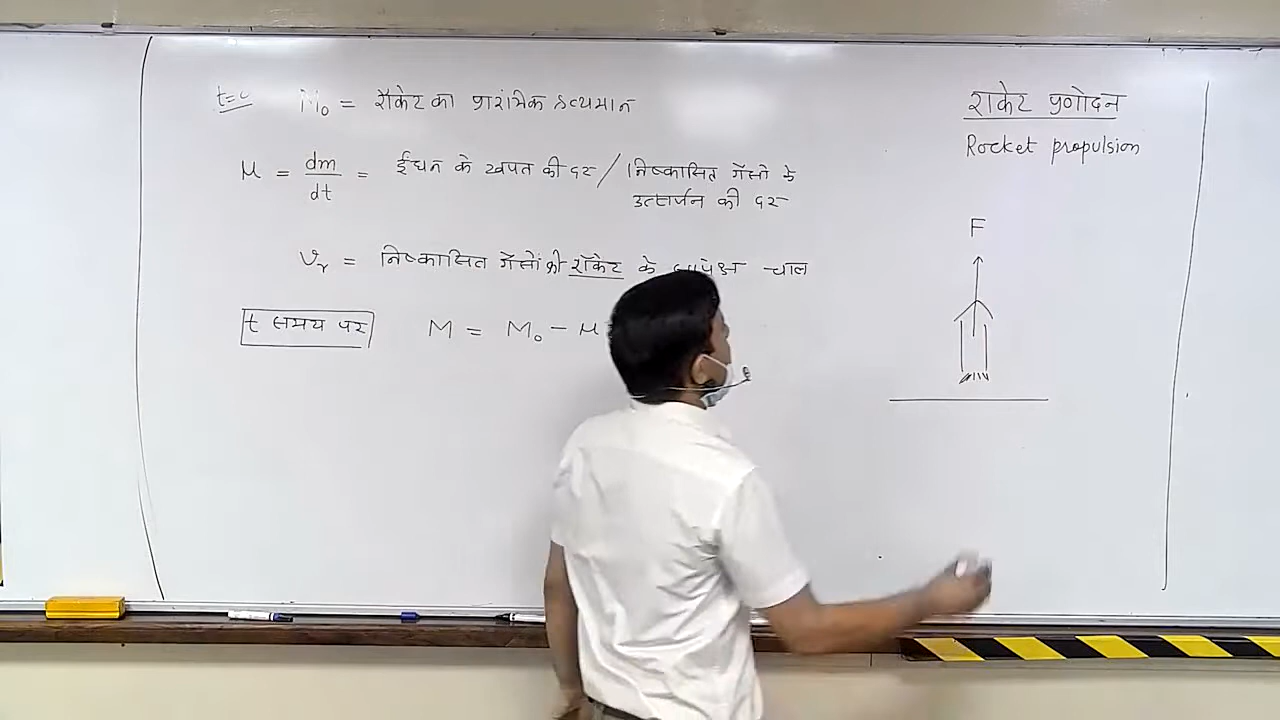 t=0 M₀ = रॉकेट का प्रारंभिक द्रव्यमान
μ = dm/dt = ईंधन के खपत की दर / निष्कासित गैसों के
उत्सर्जन की दर
vᵣ = निष्कासित गैसों की रॉकेट के सापेक्ष चाल
t समय पर M = M₀ - μ
रॉकेट प्रणोदन
Rocket propulsion
F